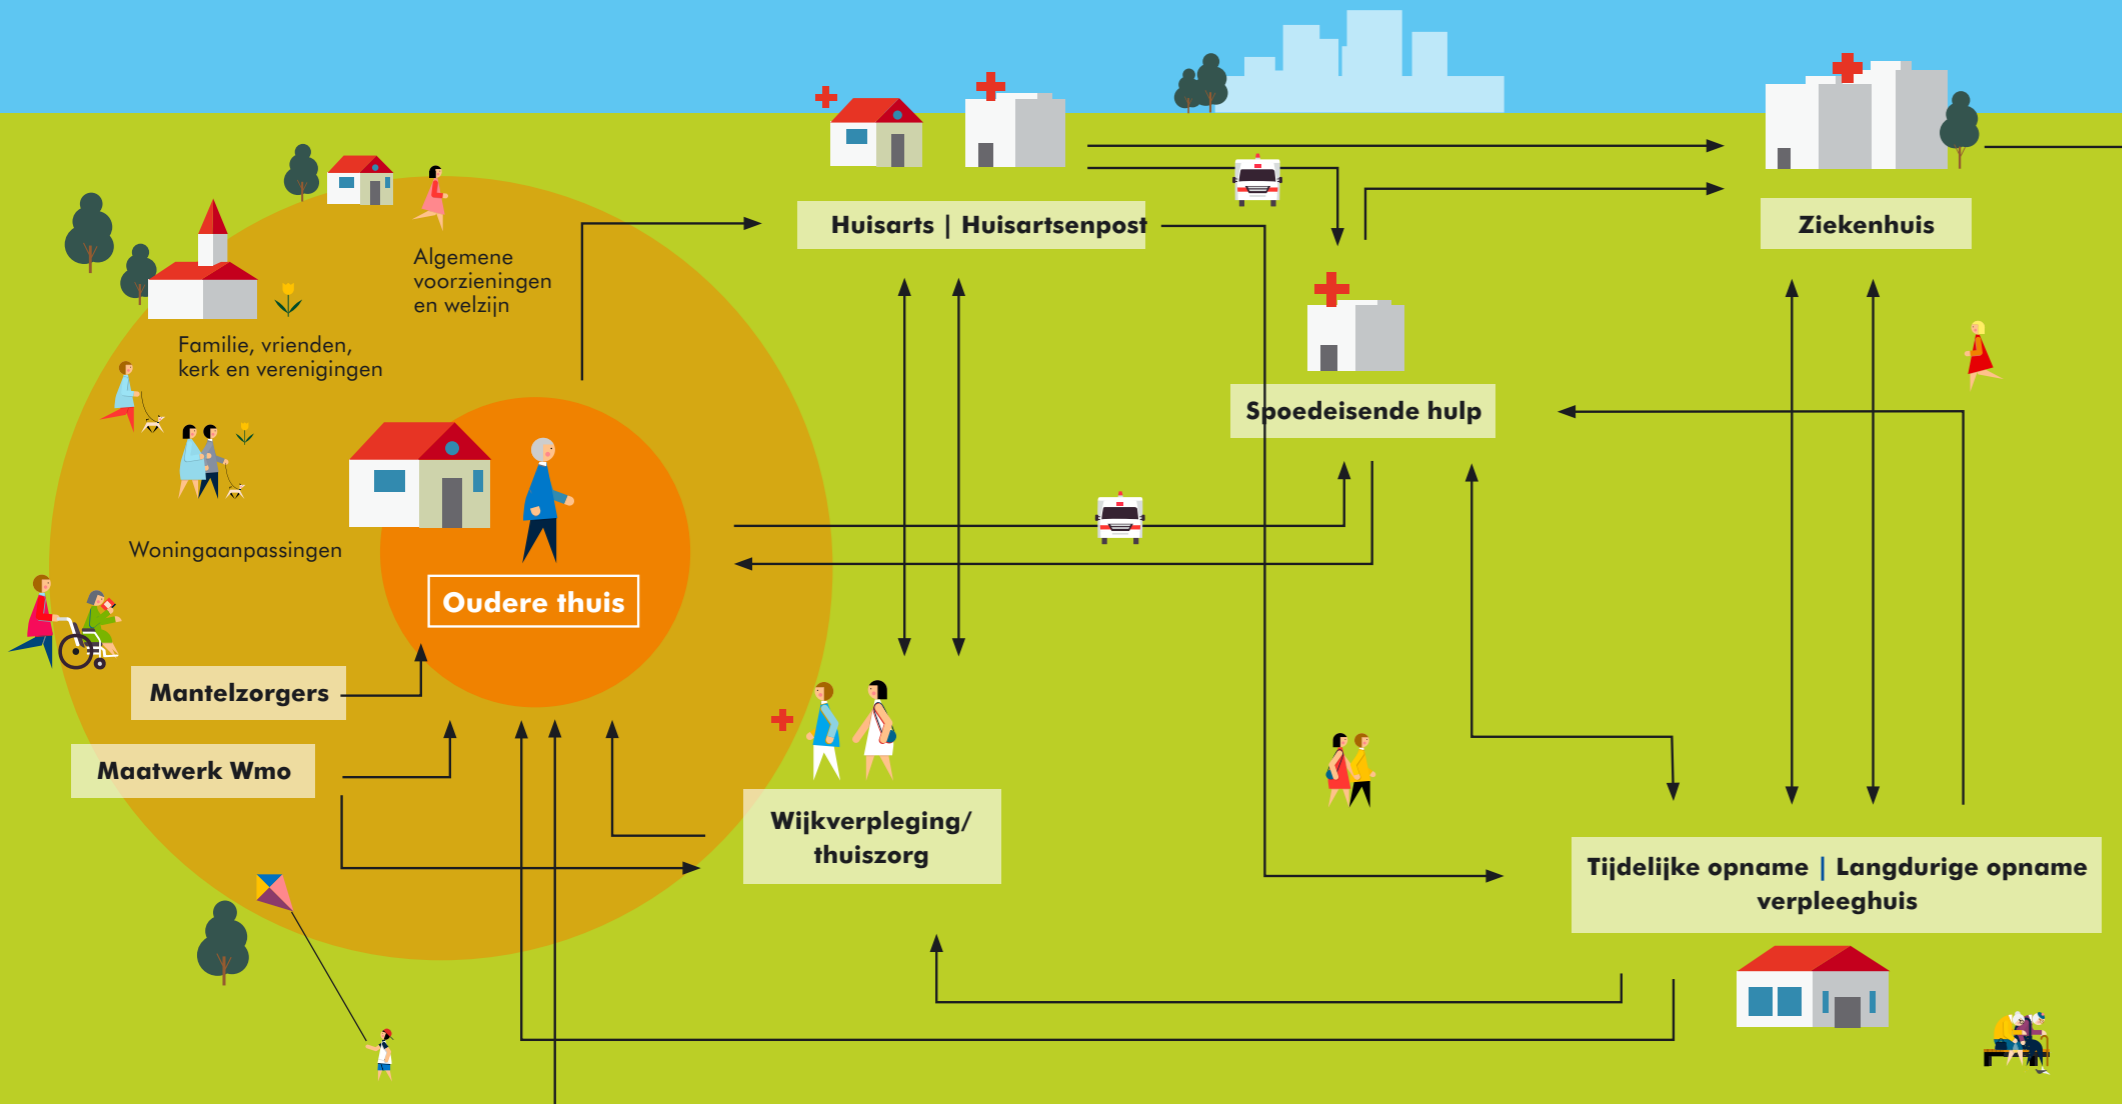 Huisarts | Huisartsenpost
Ziekenhuis
Algemene
voorzieningen
en welzijn
Familie, vrienden,
kerk en verenigingen
Spoedeisende hulp
Woningaanpassingen
Oudere thuis
Mantelzorgers
Maatwerk Wmo
Wijkverpleging/
thuiszorg
Tijdelijke opname | Langdurige opname
verpleeghuis